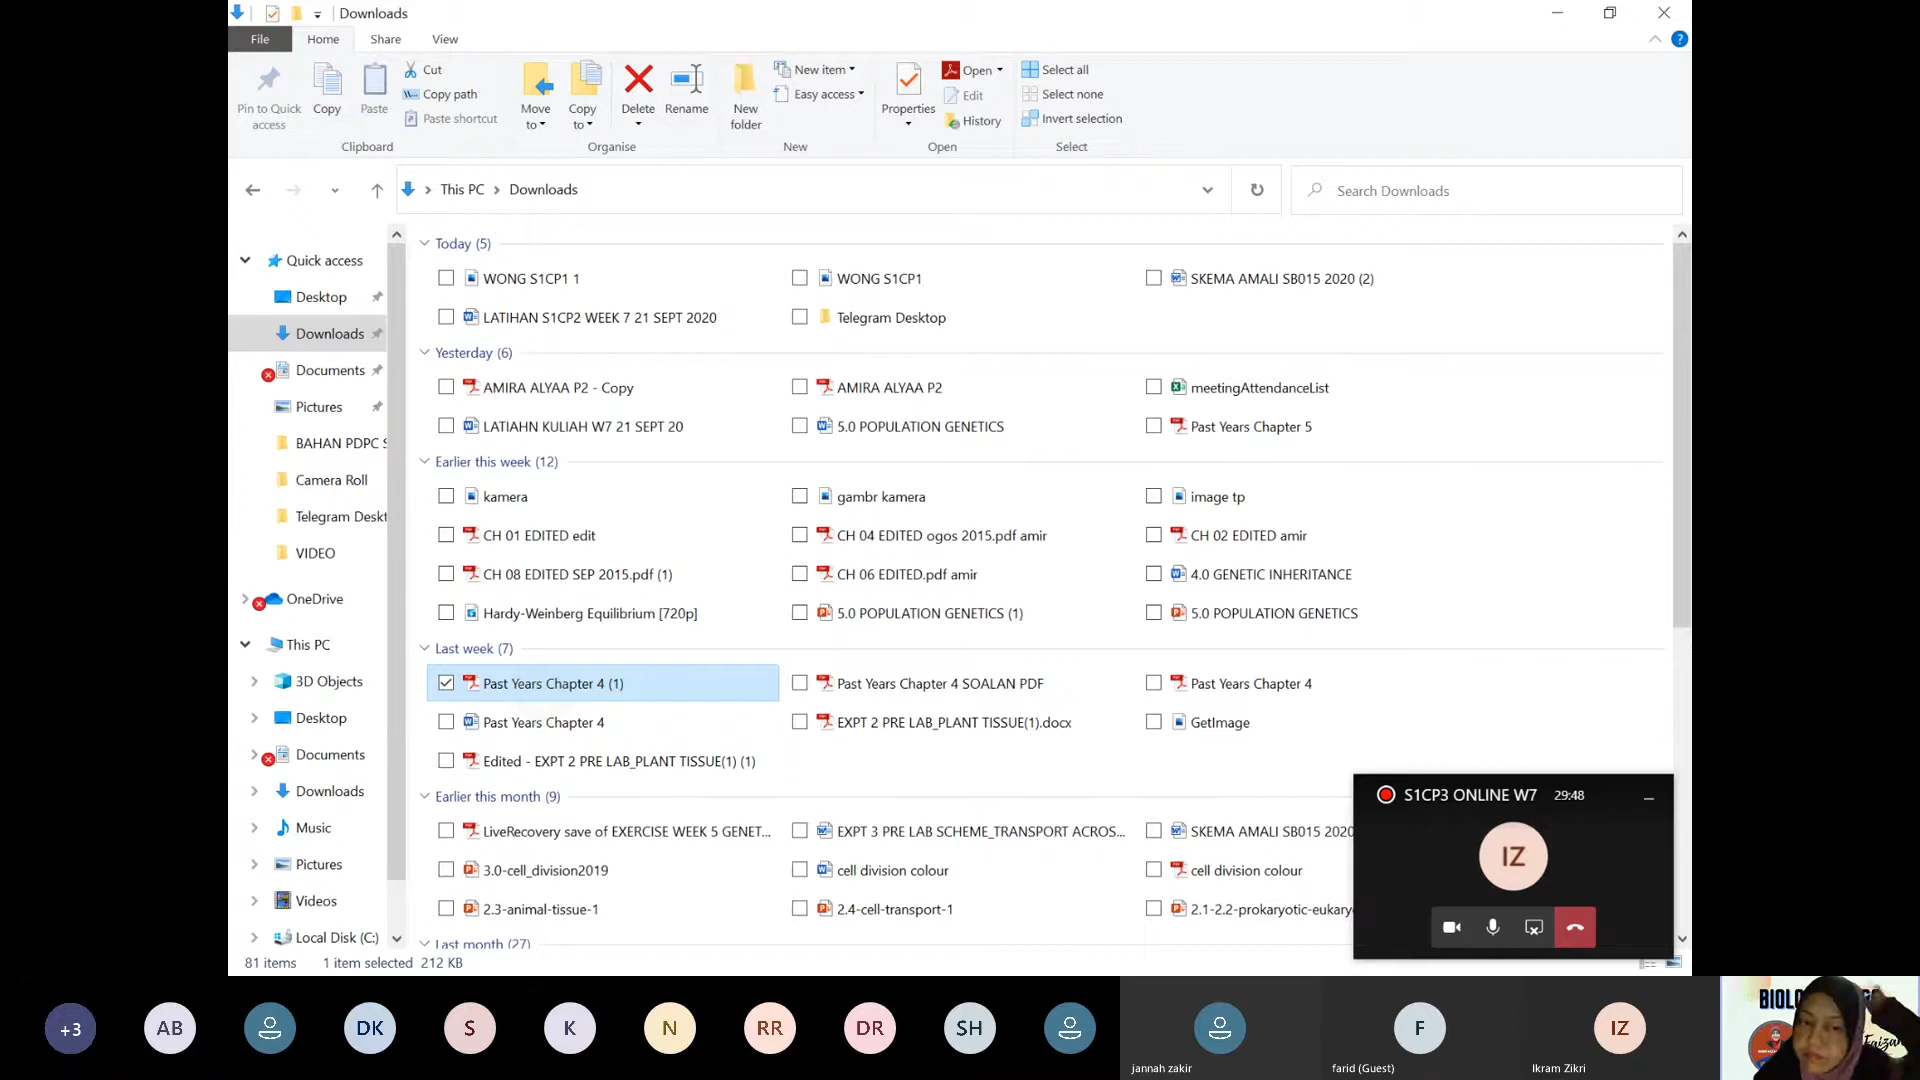 Downloads
File Home Share View
Pin to Quick access
Copy
Paste
Cut
Copy path
Paste shortcut
Clipboard
Move to
Copy to
Delete
Rename
Organise
New folder
New item
Easy access
New
Properties
Open
Edit
History
Open
Select all
Select none
Invert selection
Select
This PC > Downloads
Search Downloads
Quick access
Desktop
Downloads
Documents
Pictures
BAHAN PDPC S
Camera Roll
Telegram Deskt
VIDEO
OneDrive
This PC
3D Objects
Desktop
Documents
Downloads
Music
Pictures
Videos
Local Disk (C:)
Today (5)
WONG S1CP1 1 WONG S1CP1 SKEMA AMALI SB015 2020 (2)
LATIHAN S1CP2 WEEK 7 21 SEPT 2020 Telegram Desktop
Yesterday (6)
AMIRA ALYAA P2 - Copy AMIRA ALYAA P2 meetingAttendanceList
LATIAHN KULIAH W7 21 SEPT 20 5.0 POPULATION GENETICS Past Years Chapter 5
Earlier this week (12)
kamera gambr kamera image tp
CH 01 EDITED edit CH 04 EDITED ogos 2015.pdf amir CH 02 EDITED amir
CH 08 EDITED SEP 2015.pdf (1) CH 06 EDITED.pdf amir 4.0 GENETIC INHERITANCE
Hardy-Weinberg Equilibrium [720p] 5.0 POPULATION GENETICS (1) 5.0 POPULATION GENETICS
Last week (7)
Past Years Chapter 4 (1) Past Years Chapter 4 SOALAN PDF Past Years Chapter 4
Past Years Chapter 4 EXPT 2 PRE LAB_PLANT TISSUE(1).docx GetImage
Edited - EXPT 2 PRE LAB_PLANT TISSUE(1) (1)
Earlier this month (9)
LiveRecovery save of EXERCISE WEEK 5 GENET... EXPT 3 PRE LAB SCHEME_TRANSPORT ACROS... SKEMA AMALI SB015 2020
3.0-cell_division2019 cell division colour cell division colour
2.3-animal-tissue-1 2.4-cell-transport-1 2.1-2.2-prokaryotic-eukary
Last month (27)
S1CP3 ONLINE W7 29:48
IZ
81 items 1 item selected 212 KB
+3 AB DK S K N RR DR SH F IZ
jannah zakir farid (Guest) Ikram Zikri
BIOLO
Faizah